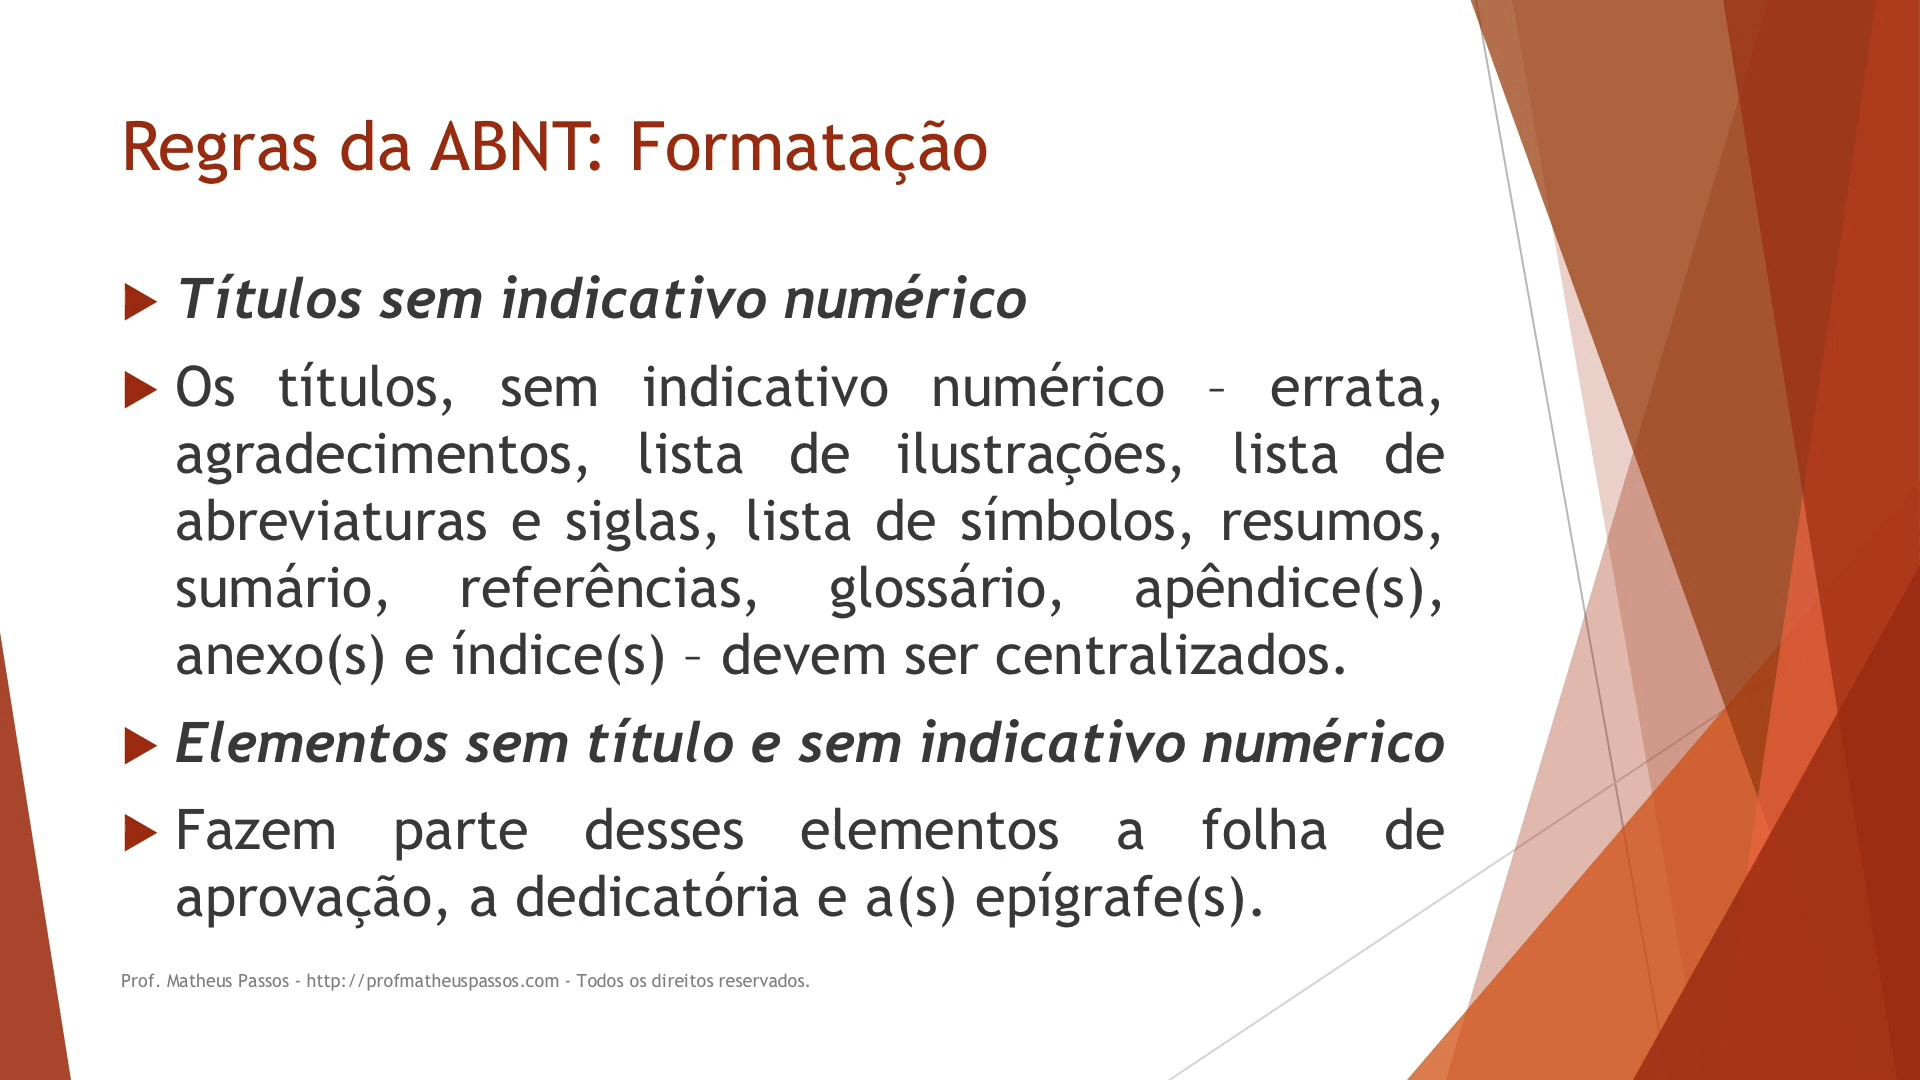 Regras da ABNT: Formatação
Títulos sem indicativo numérico
Os títulos, sem indicativo numérico – errata,
agradecimentos, lista de ilustrações, lista de
abreviaturas e siglas, lista de símbolos, resumos,
sumário, referências, glossário, apêndice(s),
anexo(s) e índice(s) – devem ser centralizados.
Elementos sem título e sem indicativo numérico
Fazem parte desses elementos a folha de
aprovação, a dedicatória e a(s) epígrafe(s).
Prof. Matheus Passos - http://profmatheuspassos.com - Todos os direitos reservados.